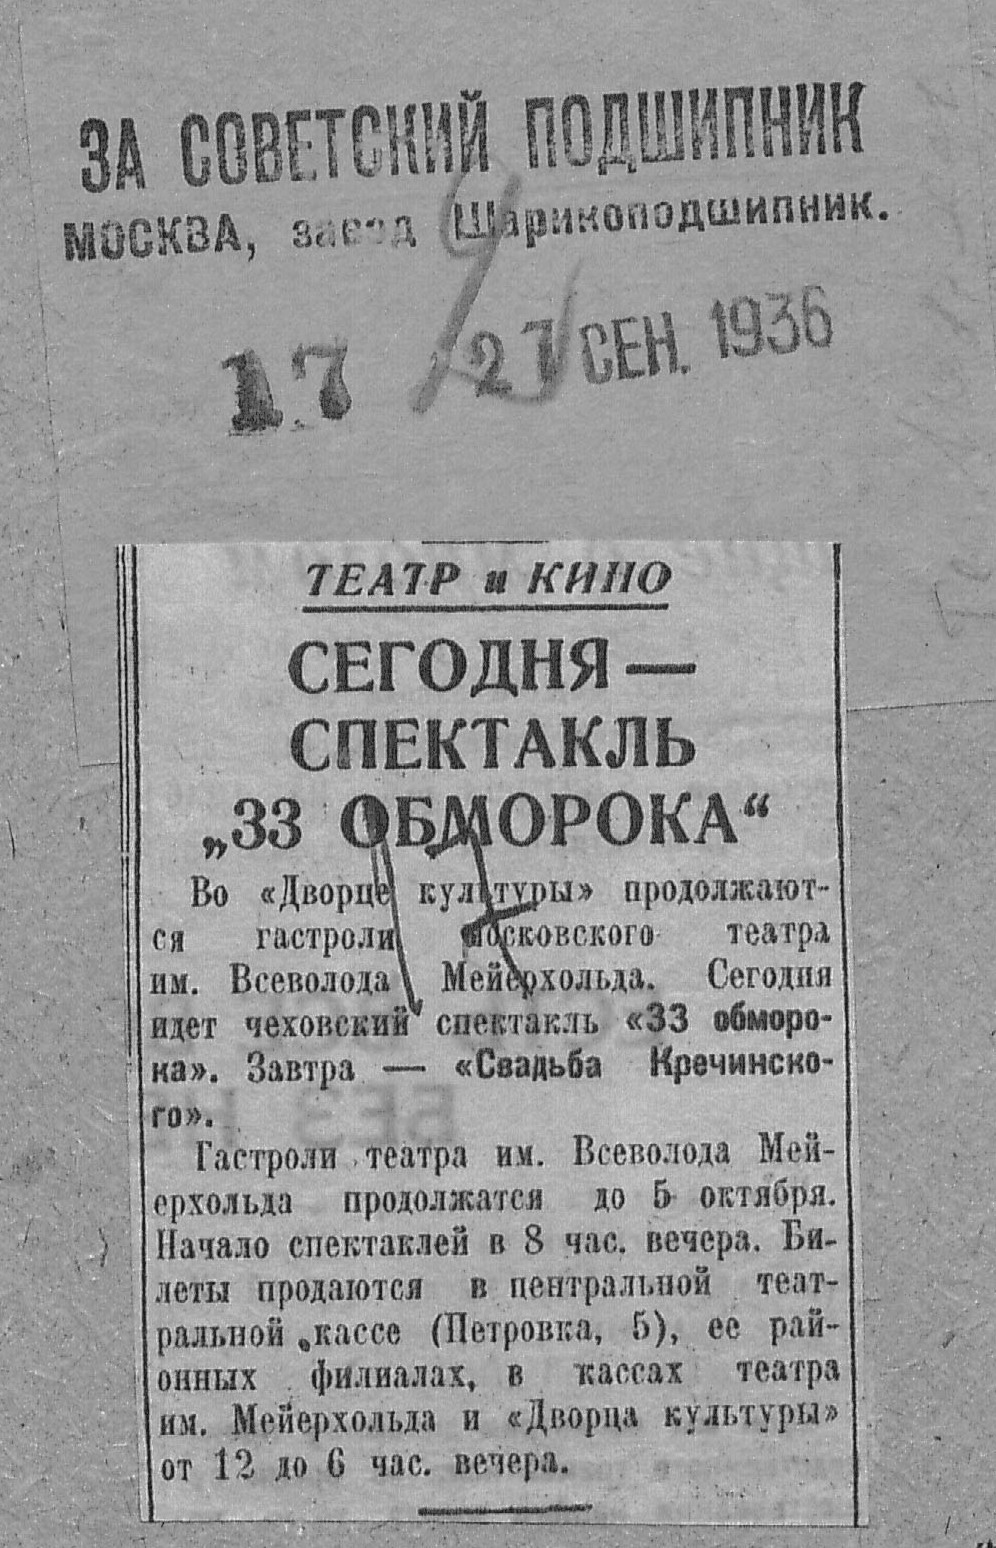 ЗА СОВЕТСКИЙ ПОДШИПНИК
МОСКВА, завод Шарикоподшипник.
17 21 СЕН. 1936
ТЕАТР и КИНО
СЕГОДНЯ —
СПЕКТАКЛЬ
„33 ОБМОРОКА“
Во «Дворце культуры» продолжают-
ся гастроли московского театра
им. Всеволода Мейерхольда. Сегодня
идет чеховский спектакль «33 обморо-
ка». Завтра — «Свадьба Кречинско-
го».
Гастроли театра им. Всеволода Мей-
ерхольда продолжатся до 5 октября.
Начало спектаклей в 8 час. вечера. Би-
леты продаются в центральной теат-
ральной кассе (Петровка, 5), ее рай-
онных филиалах, в кассах театра
им. Мейерхольда и «Дворца культуры»
от 12 до 6 час. вечера.